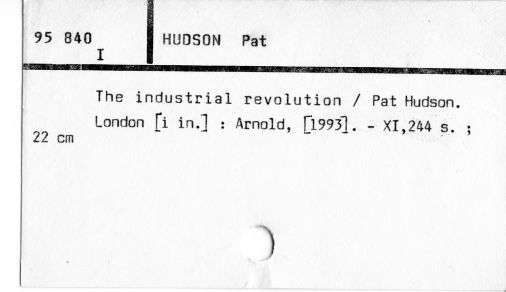 95 840
I
HUDSON Pat
The industrial revolution / Pat Hudson.
London [i in.] : Arnold, [1993]. - XI,244 s. ;
22 cm